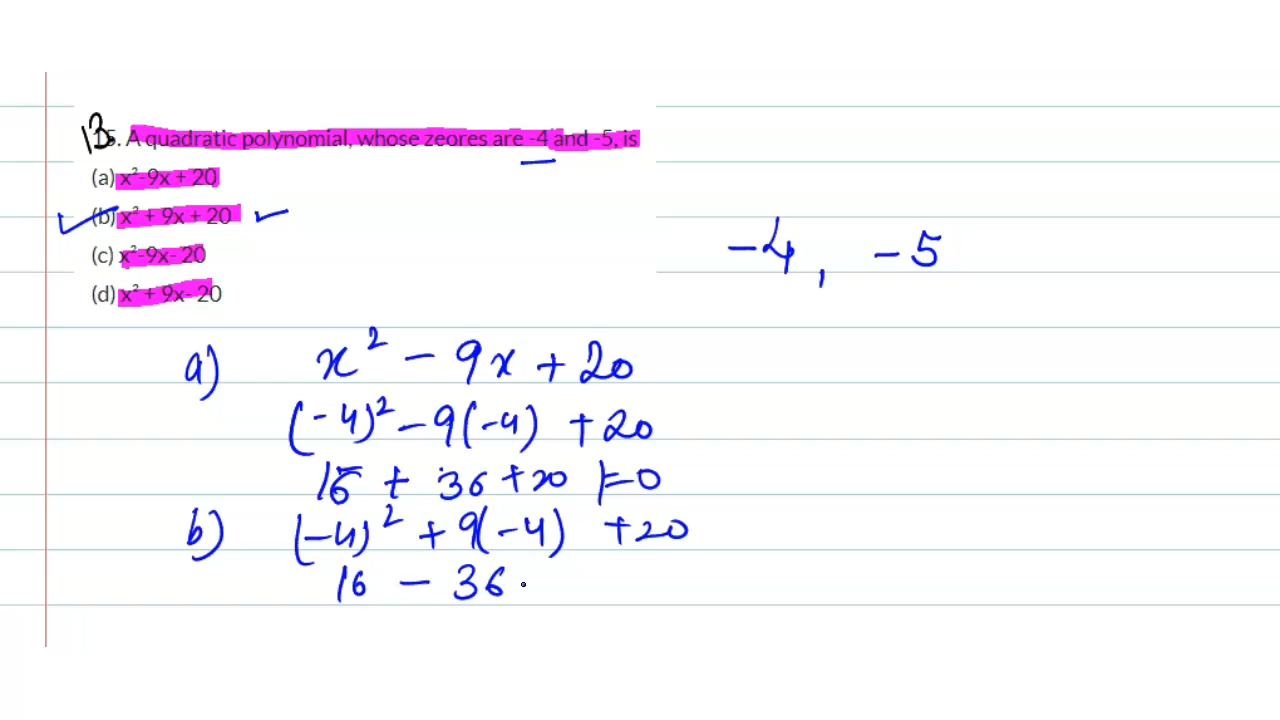 13. 15. A quadratic polynomial, whose zeores are -4 and -5, is
(a) x²-9x + 20
(b) x² + 9x + 20
(c) x²-9x- 20
(d) x² + 9x- 20
-4, -5
a) x² - 9x + 20
(-4)² - 9(-4) + 20
16 + 36 + 20 ≠ 0
b) (-4)² + 9(-4) + 20
16 - 36